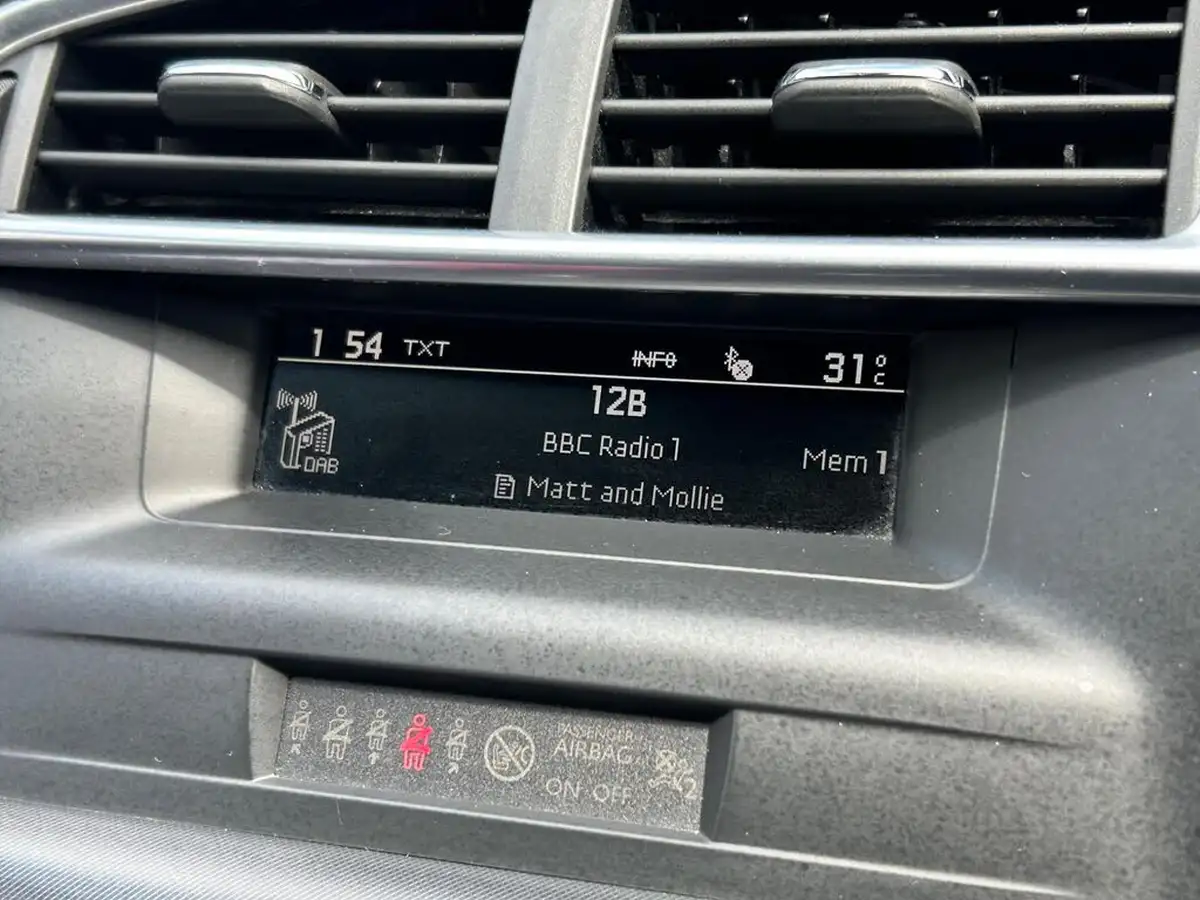 1 54 TXT INFO 31°C
12B
BBC Radio 1
DAB
Mem 1
Matt and Mollie
PASSENGER
AIRBAG
ON OFF
2